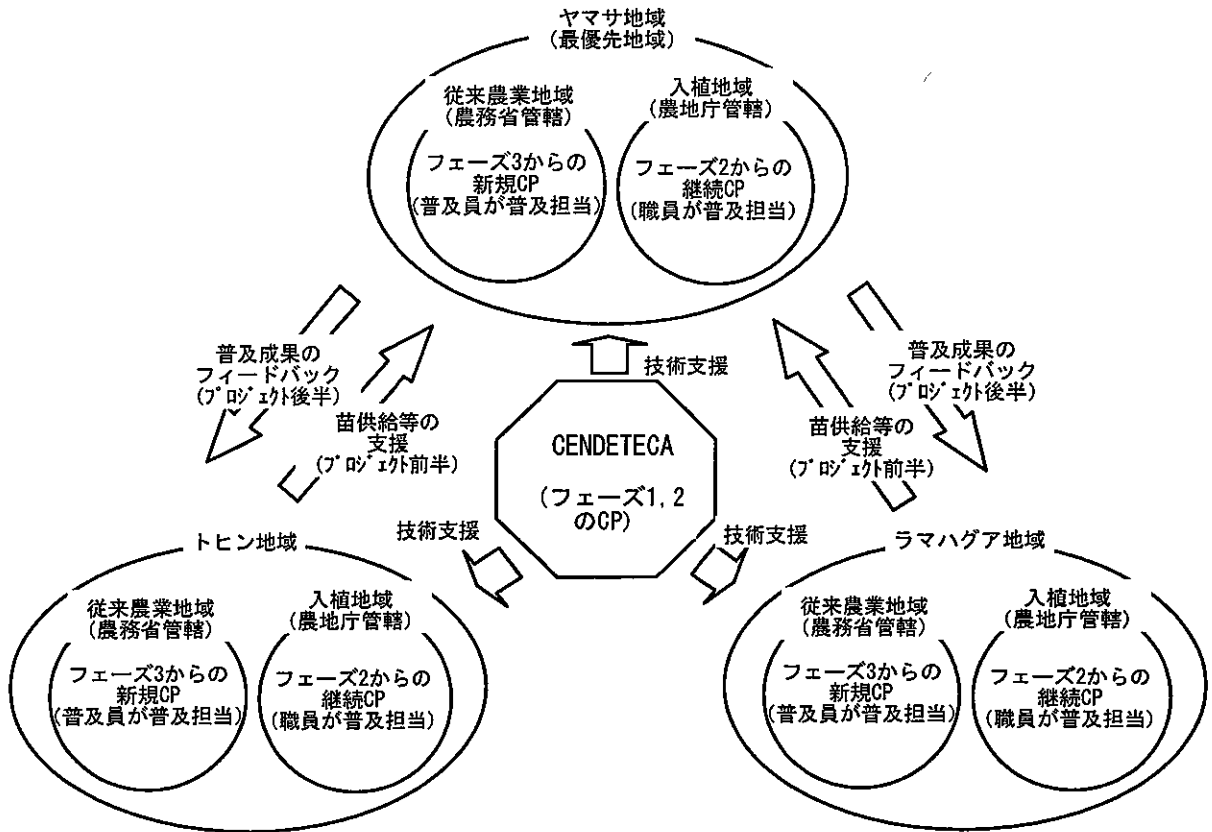 ヤマサ地域
(最優先地域)
従来農業地域
(農務省管轄)
フェーズ3からの
新規CP
(普及員が普及担当)
入植地域
(農地庁管轄)
フェーズ2からの
継続CP
(職員が普及担当)
普及成果の
フィードバック
(プロジェクト後半)
苗供給等の
支援
(プロジェクト前半)
技術支援
普及成果の
フィードバック
(プロジェクト後半)
苗供給等の
支援
(プロジェクト前半)
CENDETECA
(フェーズ1, 2
のCP)
技術支援
技術支援
トヒン地域
従来農業地域
(農務省管轄)
フェーズ3からの
新規CP
(普及員が普及担当)
入植地域
(農地庁管轄)
フェーズ2からの
継続CP
(職員が普及担当)
ラマハグア地域
従来農業地域
(農務省管轄)
フェーズ3からの
新規CP
(普及員が普及担当)
入植地域
(農地庁管轄)
フェーズ2からの
継続CP
(職員が普及担当)